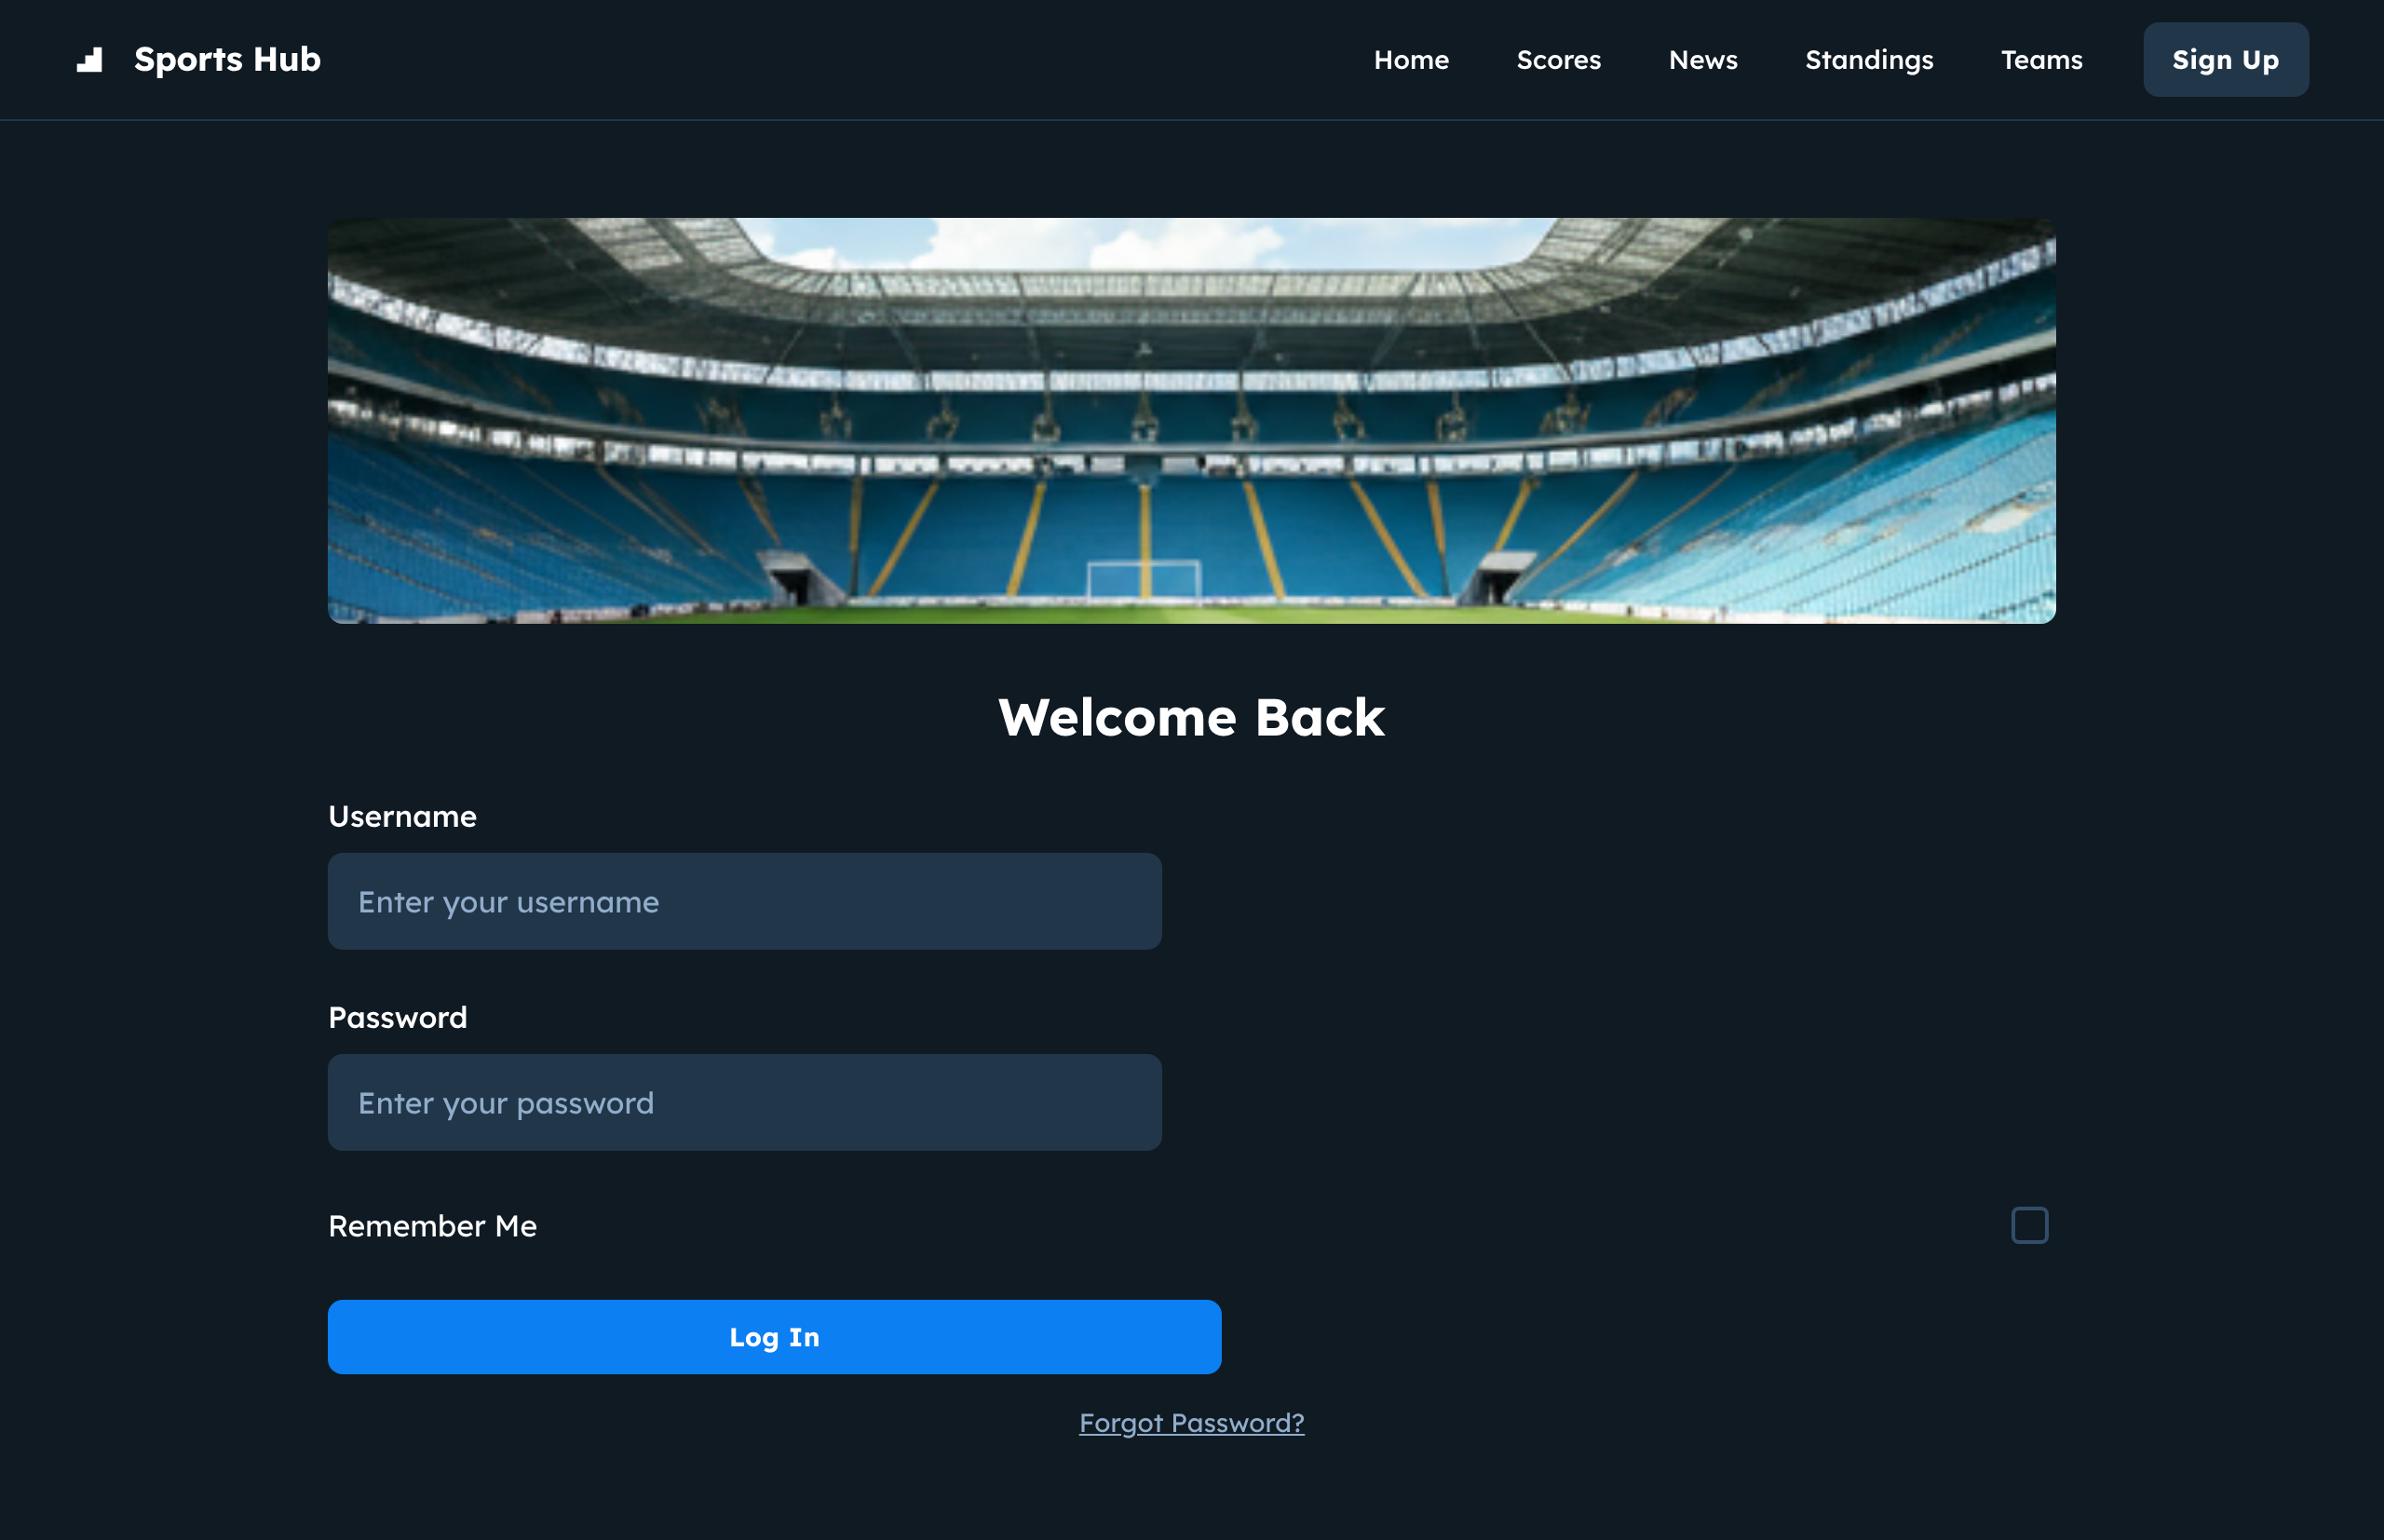 Sports Hub
Home Scores News Standings Teams Sign Up
Welcome Back
Username
Enter your username
Password
Enter your password
Remember Me
Log In
Forgot Password?